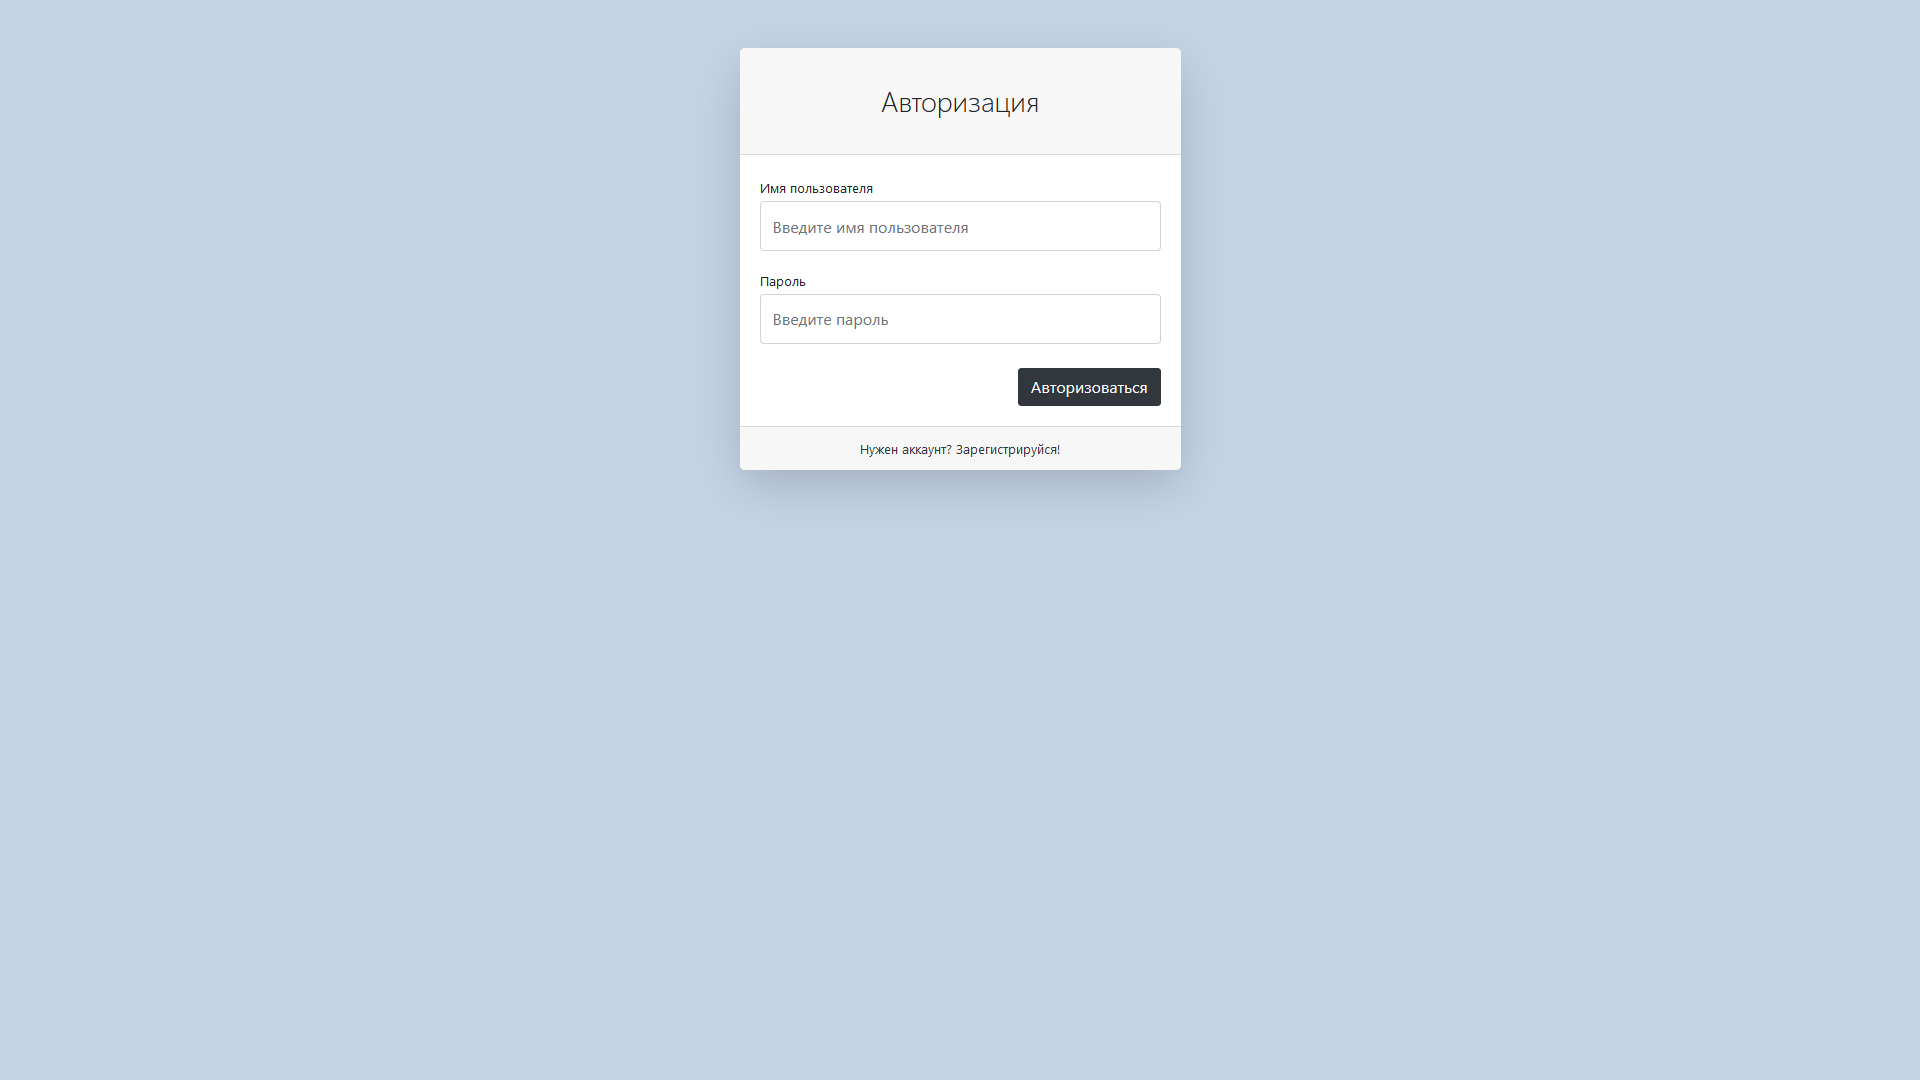 Авторизация
Имя пользователя
Введите имя пользователя
Пароль
Введите пароль
Авторизоваться
Нужен аккаунт? Зарегистрируйся!